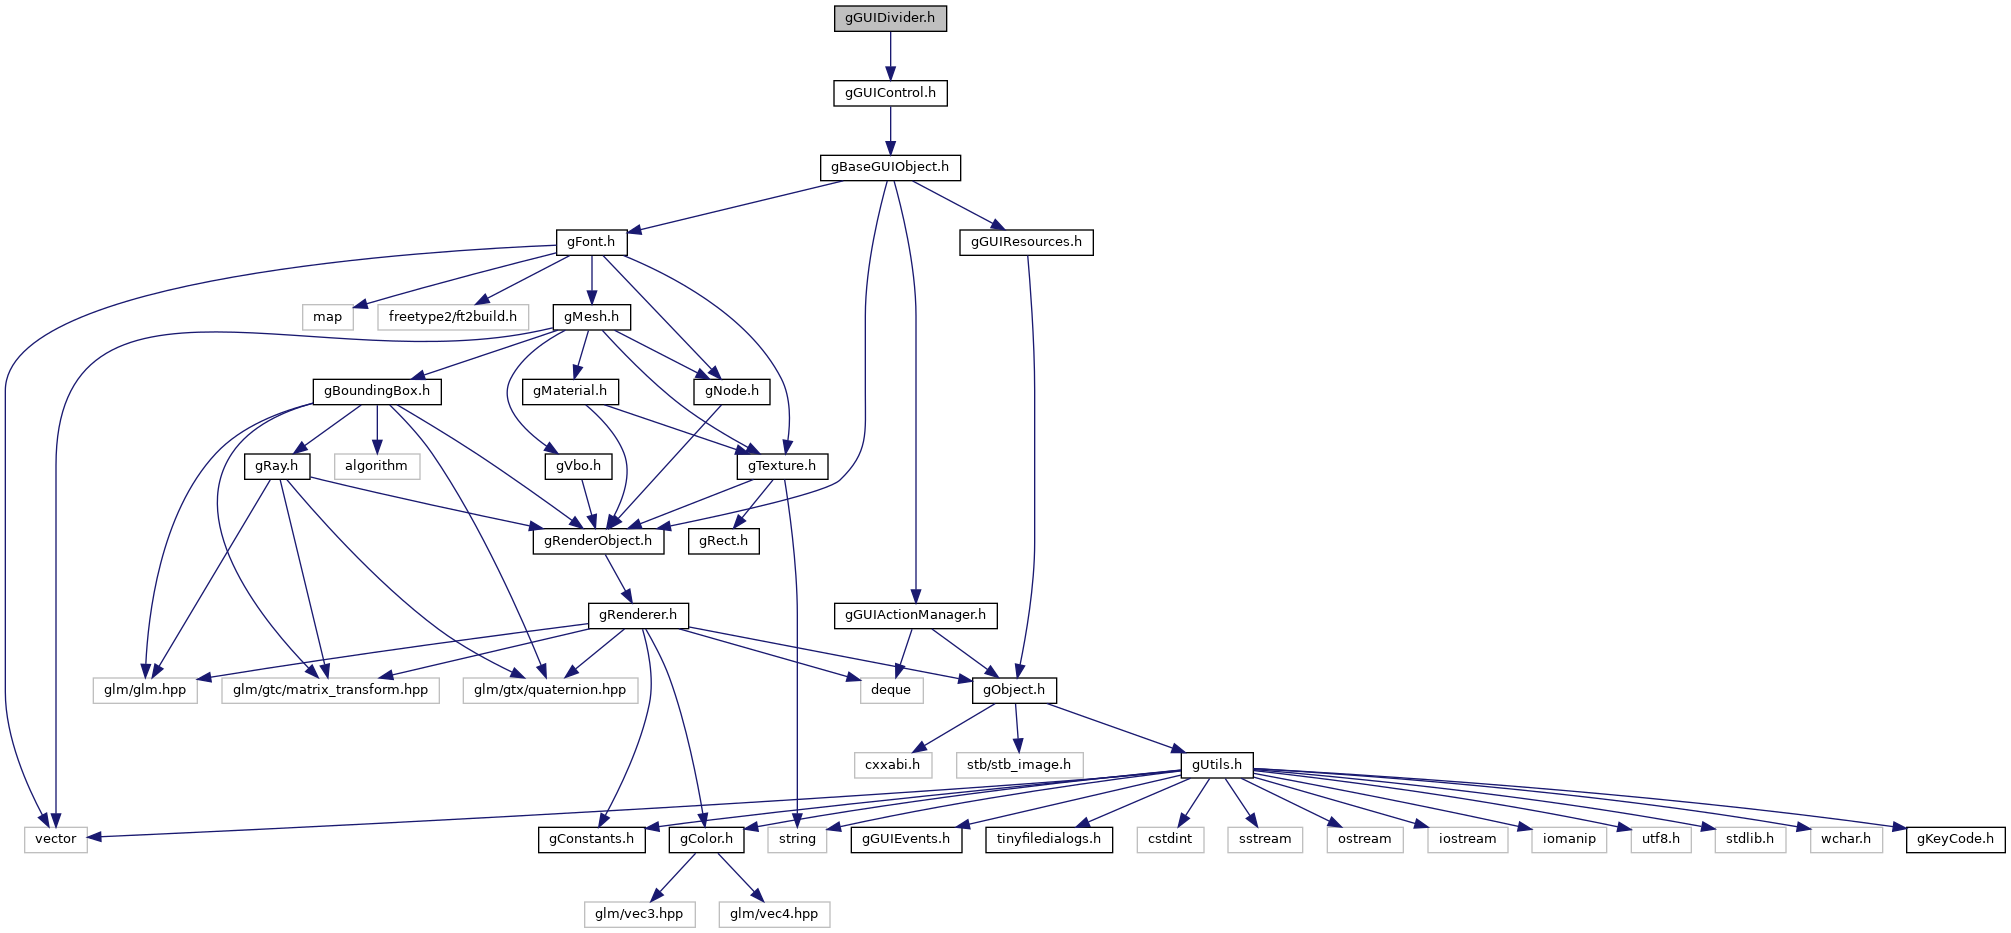 gGUIDivider.h
gGUIControl.h
gBaseGUIObject.h
gFont.h
gGUIResources.h
map
freetype2/ft2build.h
gMesh.h
gBoundingBox.h
gMaterial.h
gNode.h
gRay.h
algorithm
gVbo.h
gTexture.h
gRenderObject.h
gRect.h
gRenderer.h
gGUIActionManager.h
glm/glm.hpp
glm/gtc/matrix_transform.hpp
glm/gtx/quaternion.hpp
deque
gObject.h
cxxabi.h
stb/stb_image.h
gUtils.h
vector
gConstants.h
gColor.h
string
gGUIEvents.h
tinyfiledialogs.h
cstdint
sstream
ostream
iostream
iomanip
utf8.h
stdlib.h
wchar.h
gKeyCode.h
glm/vec3.hpp
glm/vec4.hpp